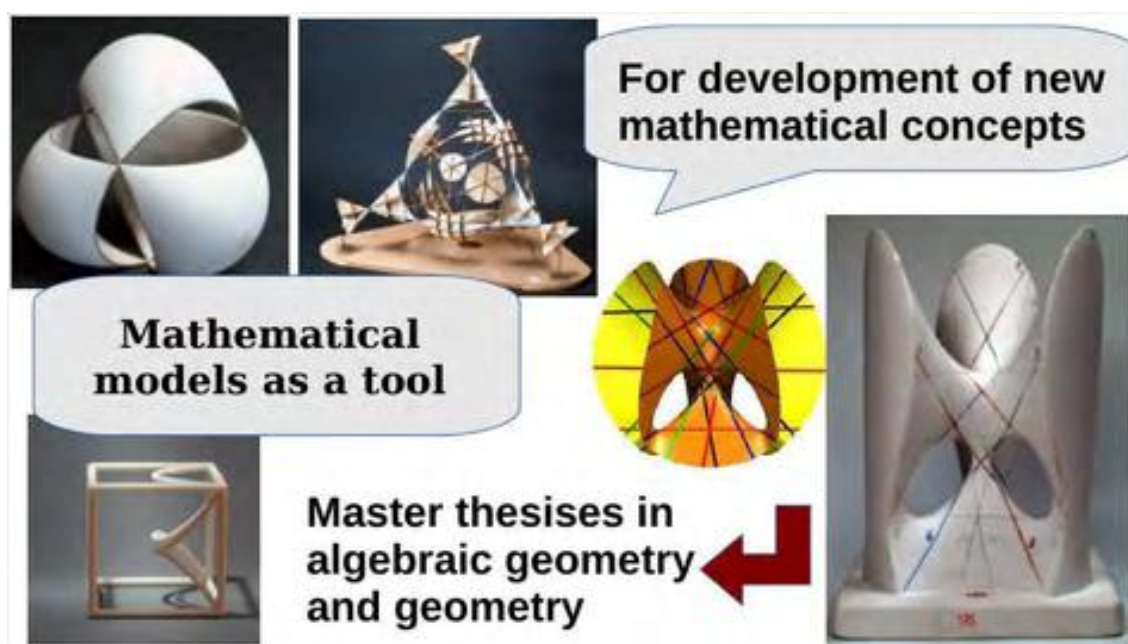 For development of new
mathematical concepts
Mathematical
models as a tool
Master thesises in
algebraic geometry
and geometry